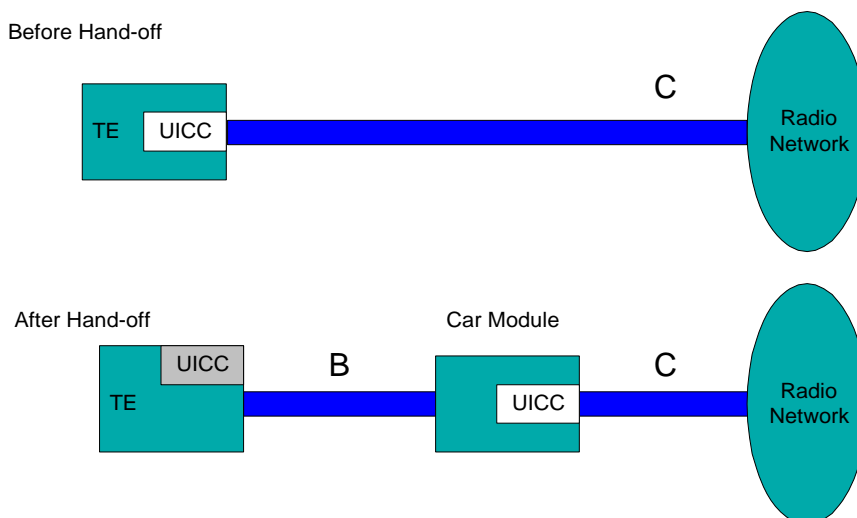 Before Hand-off
C
TE
UICC
Radio
Network
After Hand-off
Car Module
UICC
B
C
TE
UICC
Radio
Network